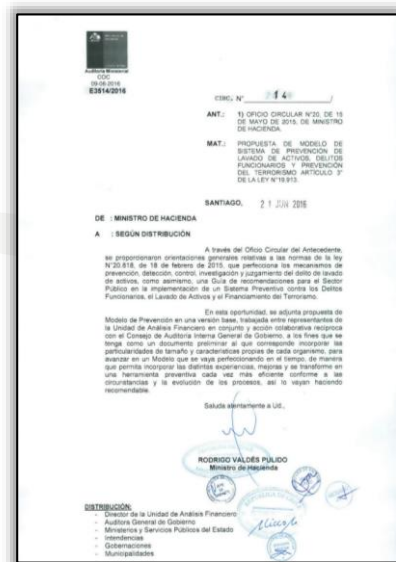 Auditoría Ministerial
COC
09-06-2016
E3514/2016
CIRC. N°
ANT.: 1) OFICIO CIRCULAR N°20, DE 15
DE MAYO DE 2015, DE MINISTRO
DE HACIENDA.
MAT.: PROPUESTA DE MODELO DE
SISTEMA DE PREVENCIÓN DE
LAVADO DE ACTIVOS, DELITOS
FUNCIONARIOS Y PREVENCIÓN
DEL TERRORISMO ARTÍCULO 3°
DE LA LEY N°19.913.
SANTIAGO, 21 JUN 2016
DE : MINISTRO DE HACIENDA
A : SEGÚN DISTRIBUCIÓN
A través del Oficio Circular del Antecedente,
se proporcionaron orientaciones generales relativas a las normas de la ley
N°20.818, de 18 de febrero de 2015, que perfecciona los mecanismos de
prevención, detección, control, investigación y juzgamiento del delito de lavado
de activos, como asimismo, una Guía de recomendaciones para el Sector
Público en la implementación de un Sistema Preventivo contra los Delitos
Funcionarios, el Lavado de Activos y el Financiamiento del Terrorismo.
En esta oportunidad, se adjunta propuesta de
Modelo de Prevención en una versión base, trabajada entre representantes de
la Unidad de Análisis Financiero en conjunto y acción colaborativa recíproca
con el Consejo de Auditoría Interna General de Gobierno, a los fines que se
tenga como un documento preliminar al que corresponde incorporar las
particularidades de tamaño y características propias de cada organismo, para
avanzar en un Modelo que se vaya perfeccionando en el tiempo, de manera
que permita incorporar las distintas experiencias, mejoras y se transforme en
una herramienta preventiva cada vez más eficiente conforme a las
circunstancias y la evolución de los procesos, así lo vayan haciendo
recomendable.
Saluda atentamente a Ud.,
RODRIGO VALDÉS PULIDO
Ministro de Hacienda
DISTRIBUCIÓN:
- Director de la Unidad de Análisis Financiero
- Auditora General de Gobierno
- Ministerios y Servicios Públicos del Estado
- Intendencias
- Gobernaciones
- Municipalidades